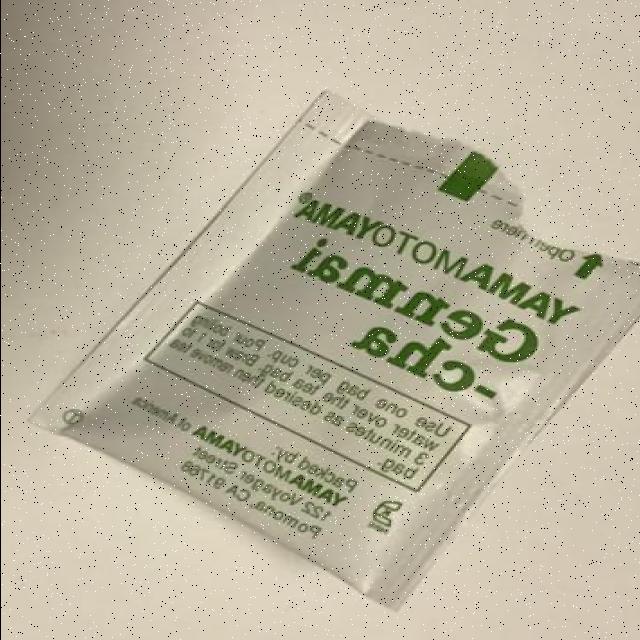 Open Here
YAMAMOTOYAMA®
Genmai
-cha
Use one bag per cup. Pour boiling
water over the tea bag. Brew for 1 to
3 minutes as desired then remove tea
bag
Packed by:
YAMAMOTOYAMA of America
122 Voyager Street
Pomona, CA 91768